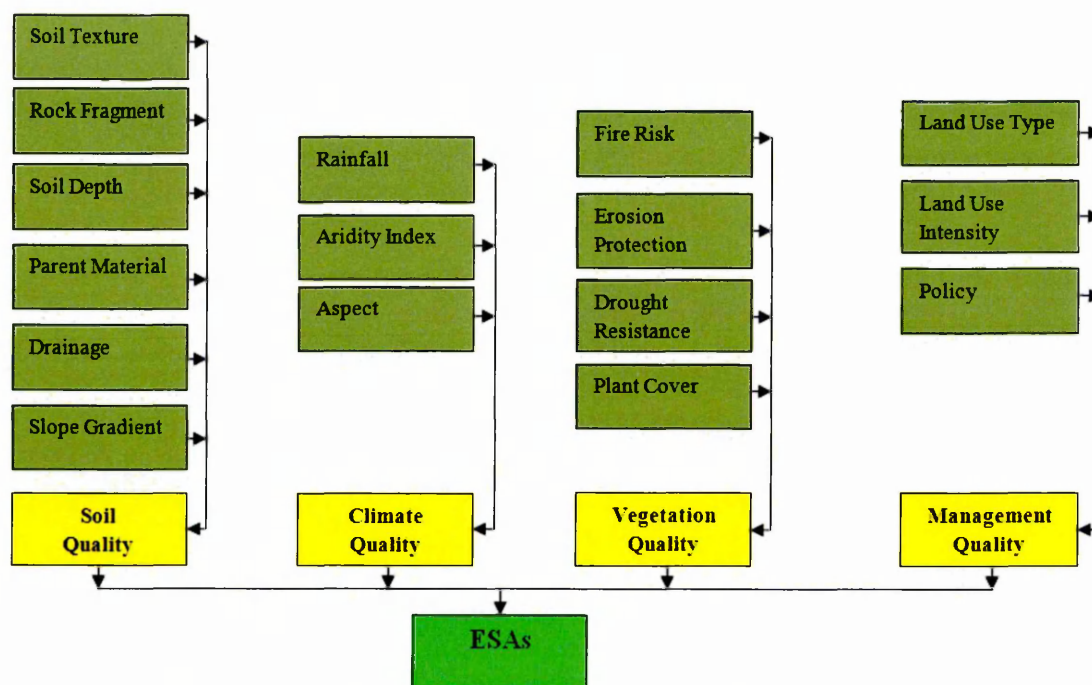 Soil Texture
Rock Fragment
Soil Depth
Parent Material
Drainage
Slope Gradient
Soil
Quality
Rainfall
Aridity Index
Aspect
Climate
Quality
Fire Risk
Erosion
Protection
Drought
Resistance
Plant Cover
Vegetation
Quality
Land Use Type
Land Use
Intensity
Policy
Management
Quality
ESAs